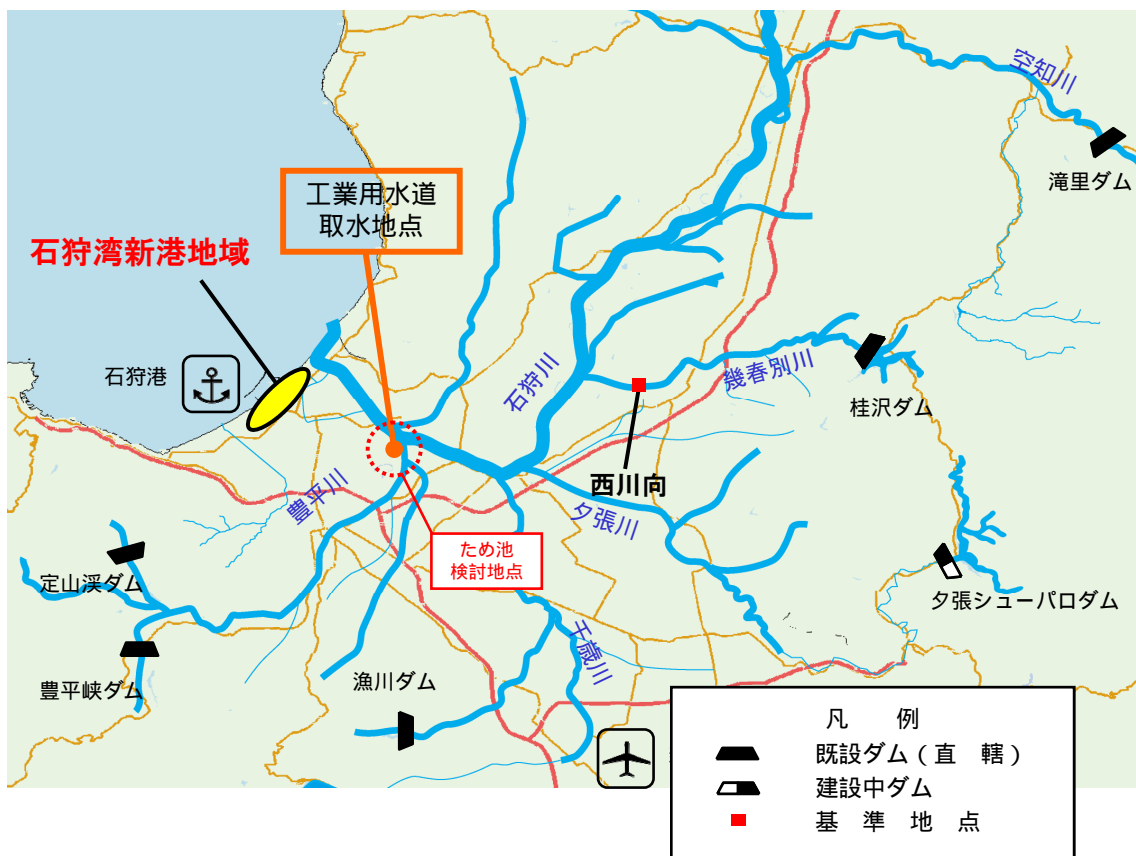 空知川
滝里ダム
工業用水道
取水地点
石狩湾新港地域
石狩港
石狩川
幾春別川
桂沢ダム
西川向
豊平川
夕張川
ため池
検討地点
定山渓ダム
夕張シューパロダム
千歳川
豊平峡ダム
漁川ダム
凡 例
既設ダム(直 轄)
建設中ダム
基 準 地 点